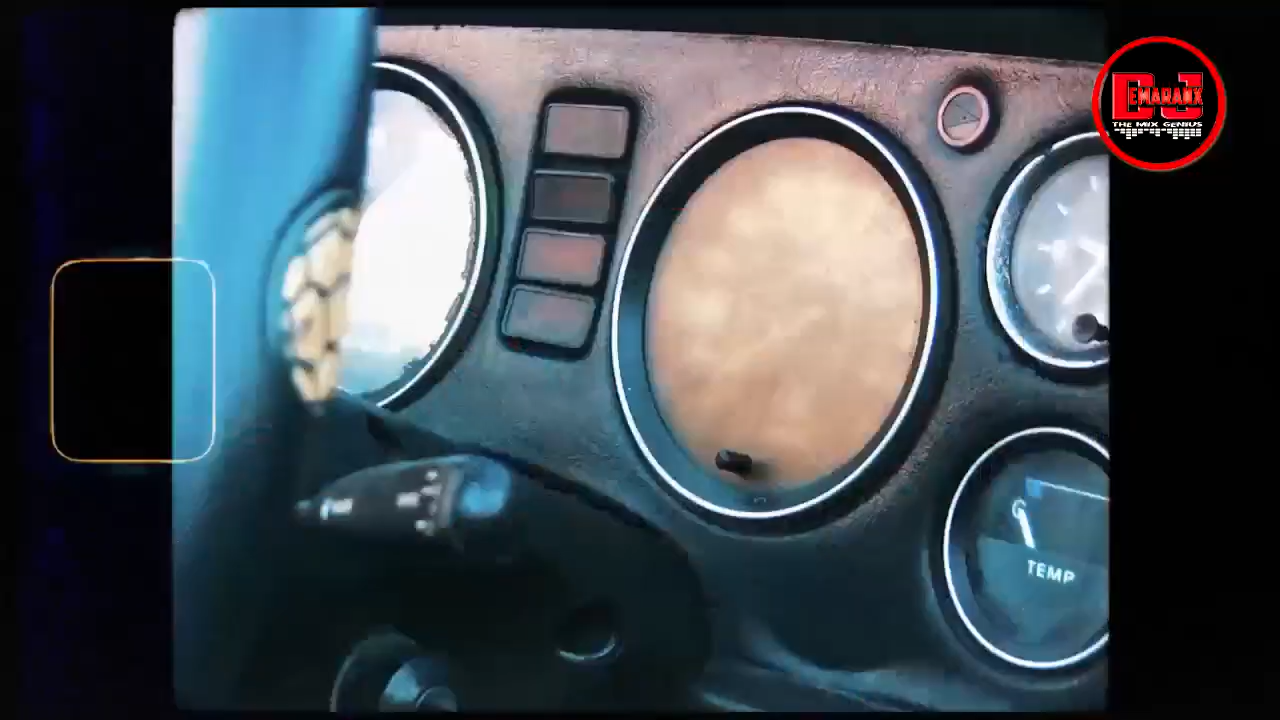 DJ
EMARANX
THE MIX GENIUS
TEMP